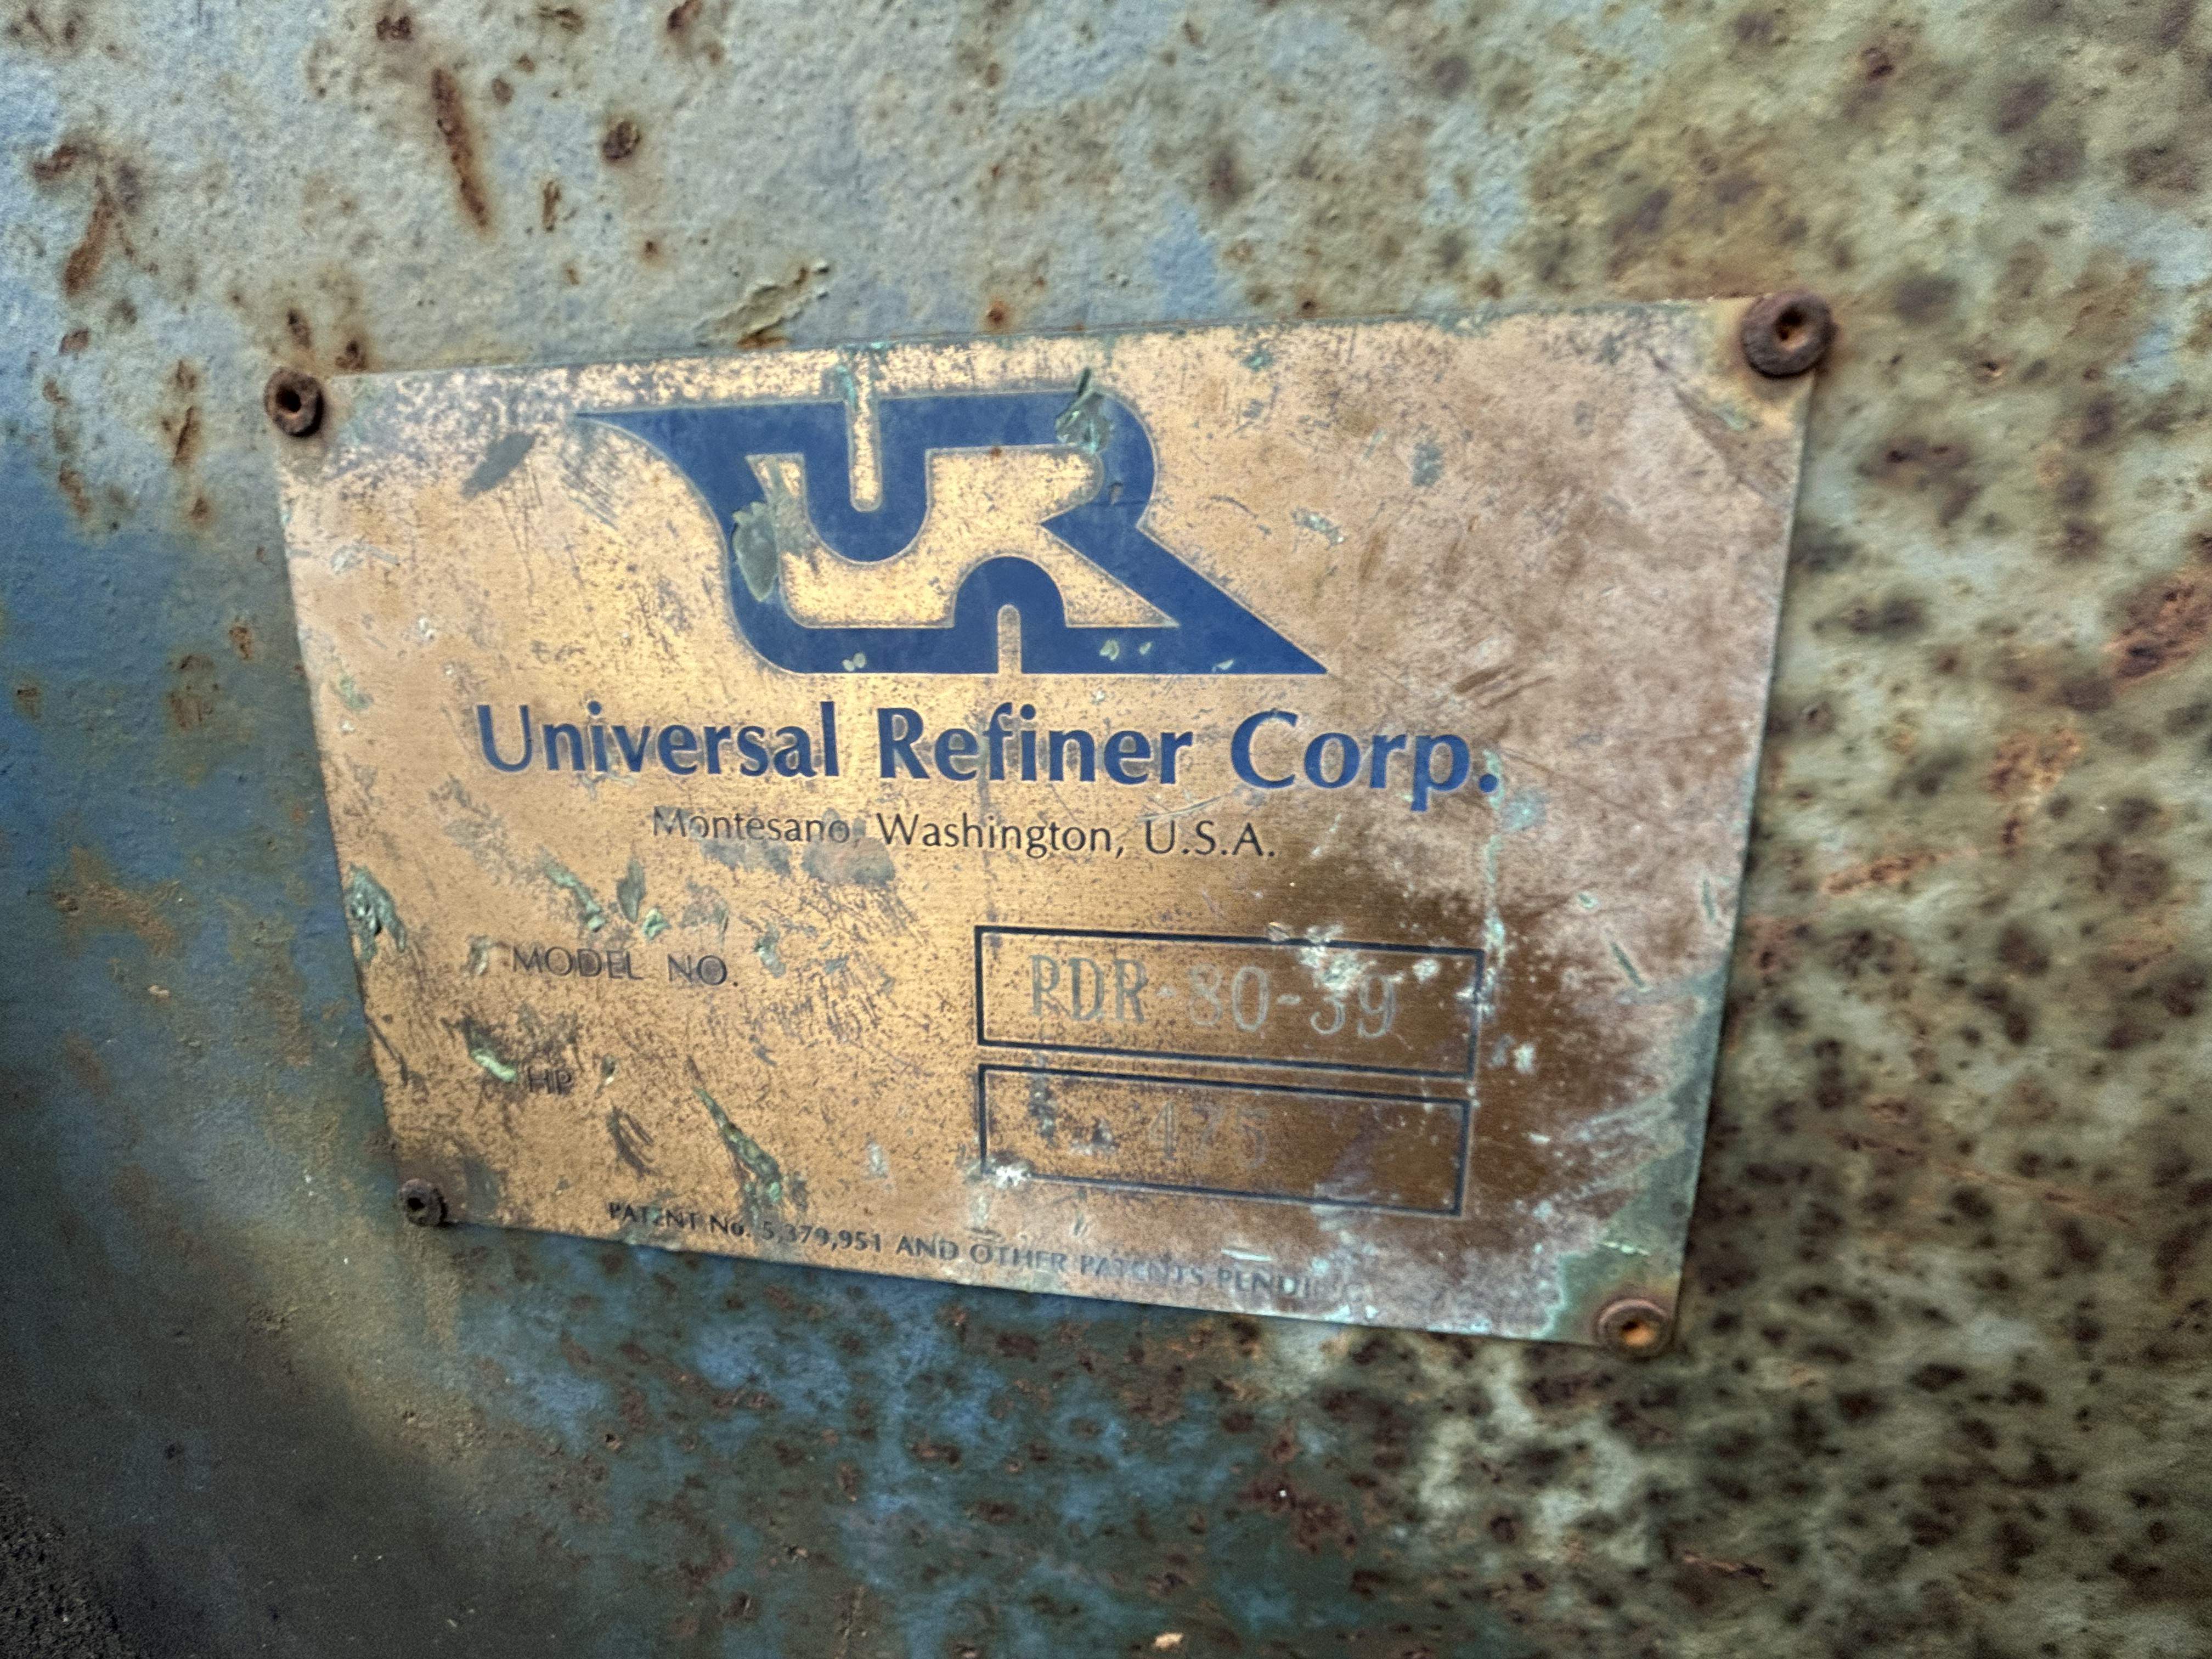 UR
Universal Refiner Corp.
Montesano, Washington, U.S.A.
MODEL NO. RDR-80-39
HP 475
PATENT No. 5,379,951 AND OTHER PATENTS PENDING